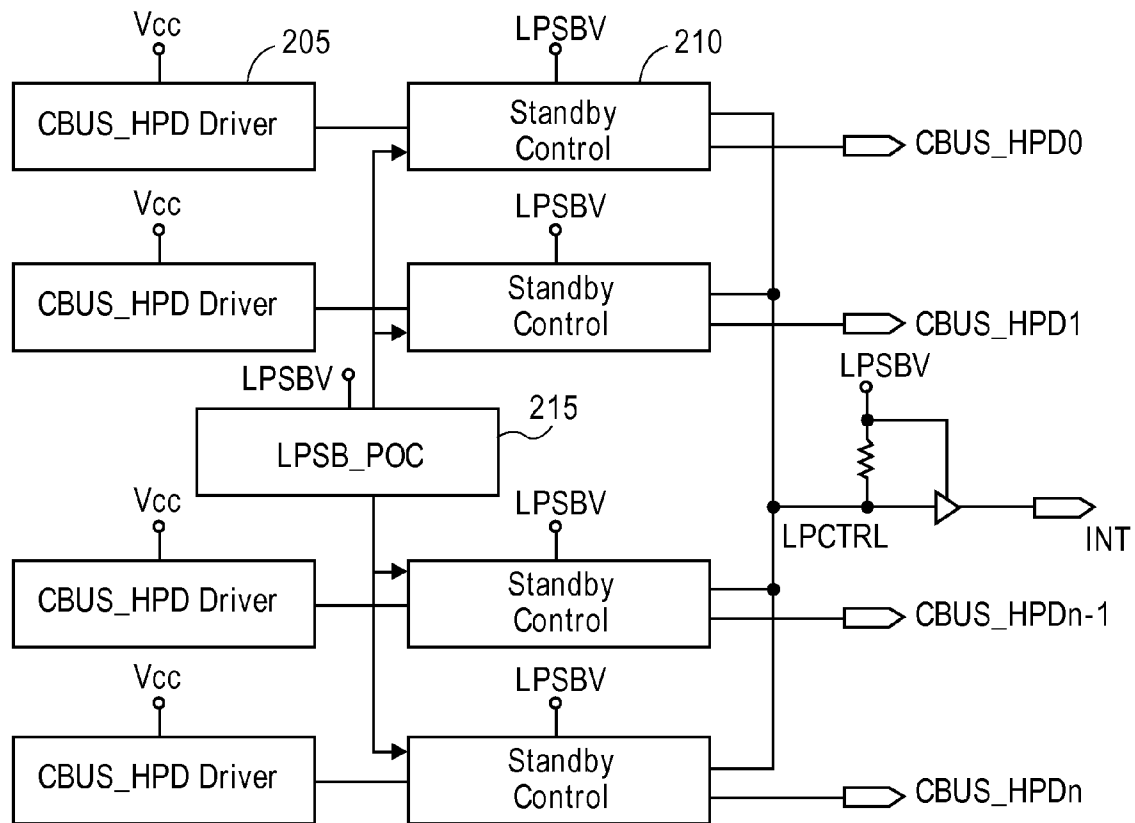 Vcc
205
LPSBV
210
CBUS_HPD Driver
Standby
Control
CBUS_HPD0
Vcc
LPSBV
CBUS_HPD Driver
Standby
Control
CBUS_HPD1
LPSBV
215
LPSB_POC
LPSBV
LPCTRL
INT
Vcc
LPSBV
CBUS_HPD Driver
Standby
Control
CBUS_HPDn-1
Vcc
LPSBV
CBUS_HPD Driver
Standby
Control
CBUS_HPDn